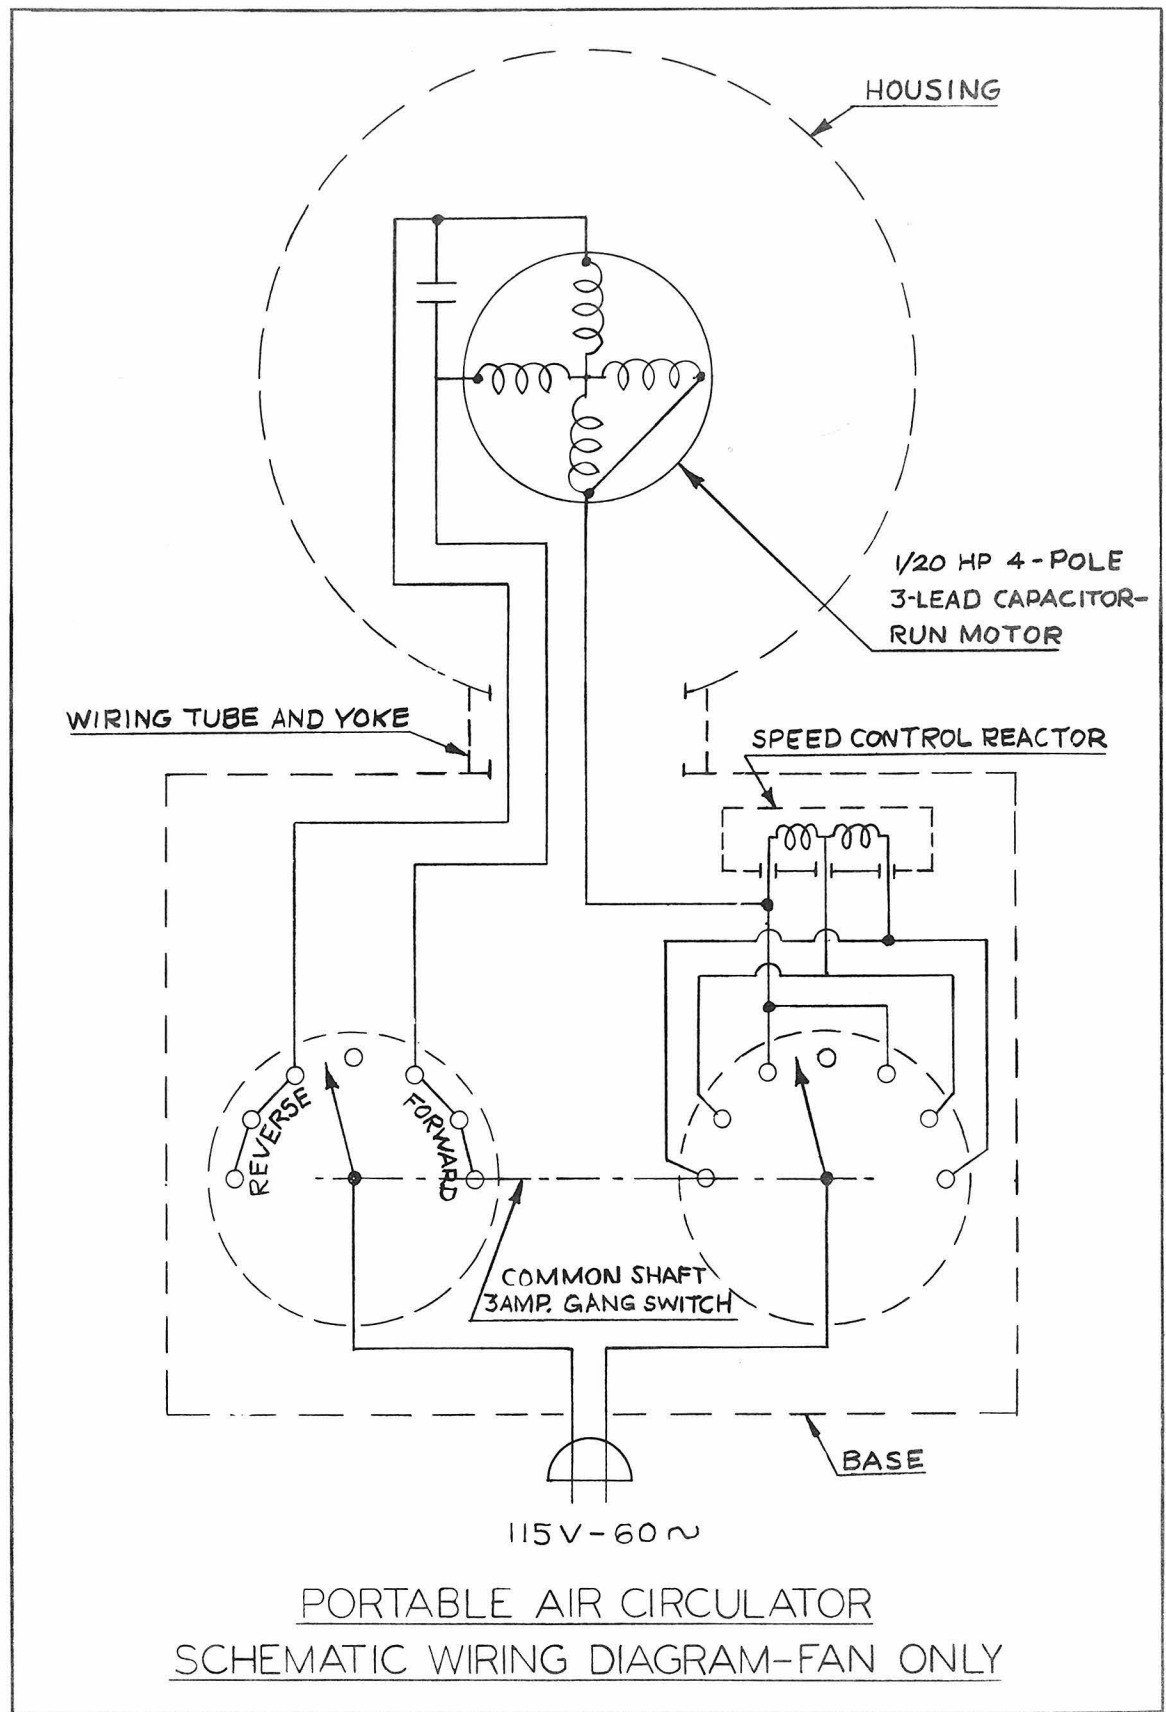 HOUSING
1/20 HP 4-POLE
3-LEAD CAPACITOR-
RUN MOTOR
WIRING TUBE AND YOKE
SPEED CONTROL REACTOR
REVERSE
FORWARD
COMMON SHAFT
3AMP. GANG SWITCH
BASE
115V-60~
PORTABLE AIR CIRCULATOR
SCHEMATIC WIRING DIAGRAM-FAN ONLY